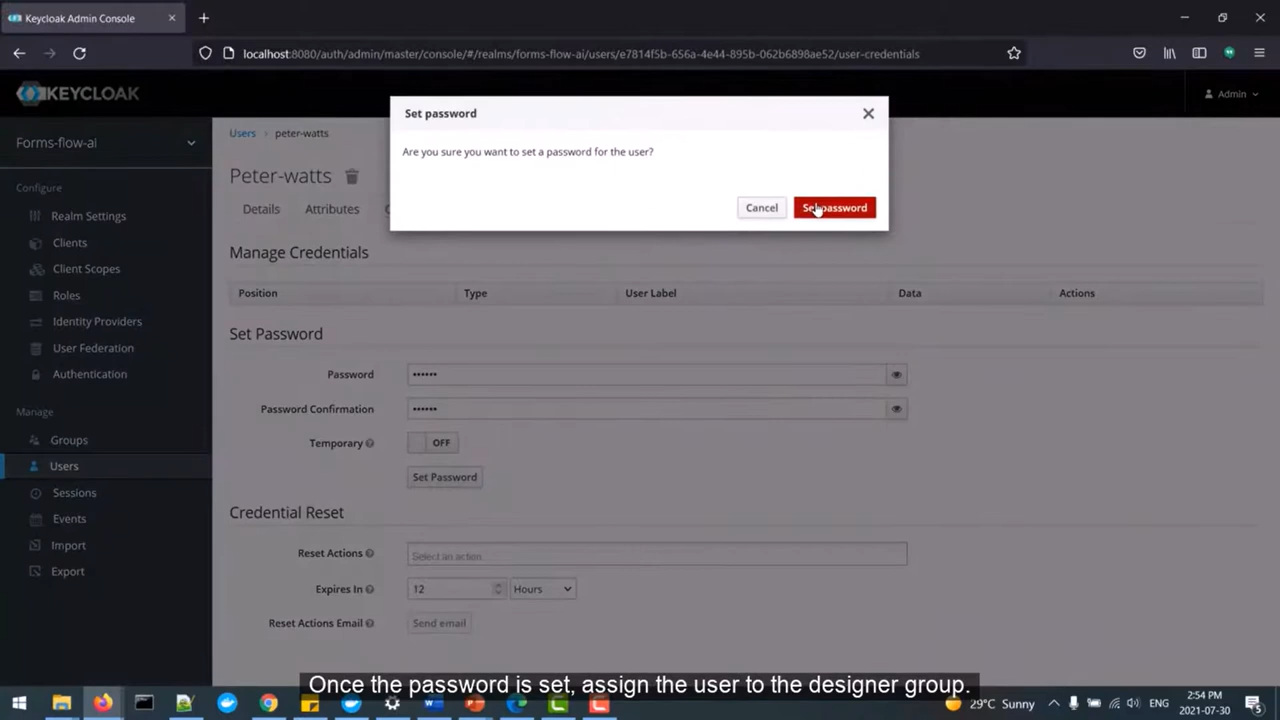 Keycloak Admin Console
localhost:8080/auth/admin/master/console/#/realms/forms-flow-ai/users/e7814f5b-656a-4e44-895b-062b6898ae52/user-credentials
KEYCLOAK
Admin
Forms-flow-ai
Configure
Realm Settings
Clients
Client Scopes
Roles
Identity Providers
User Federation
Authentication
Manage
Groups
Users
Sessions
Events
Import
Export
Set password
Are you sure you want to set a password for the user?
Cancel
Set password
Users
peter-watts
Peter-watts
Details
Attributes
Manage Credentials
Position
Type
User Label
Data
Actions
Set Password
Password
••••••
Password Confirmation
••••••
Temporary
OFF
Set Password
Credential Reset
Reset Actions
Select an action
Expires In
12
Hours
Reset Actions Email
Send email
Once the password is set, assign the user to the designer group.
29°C Sunny
ENG
2:54 PM
2021-07-30
5